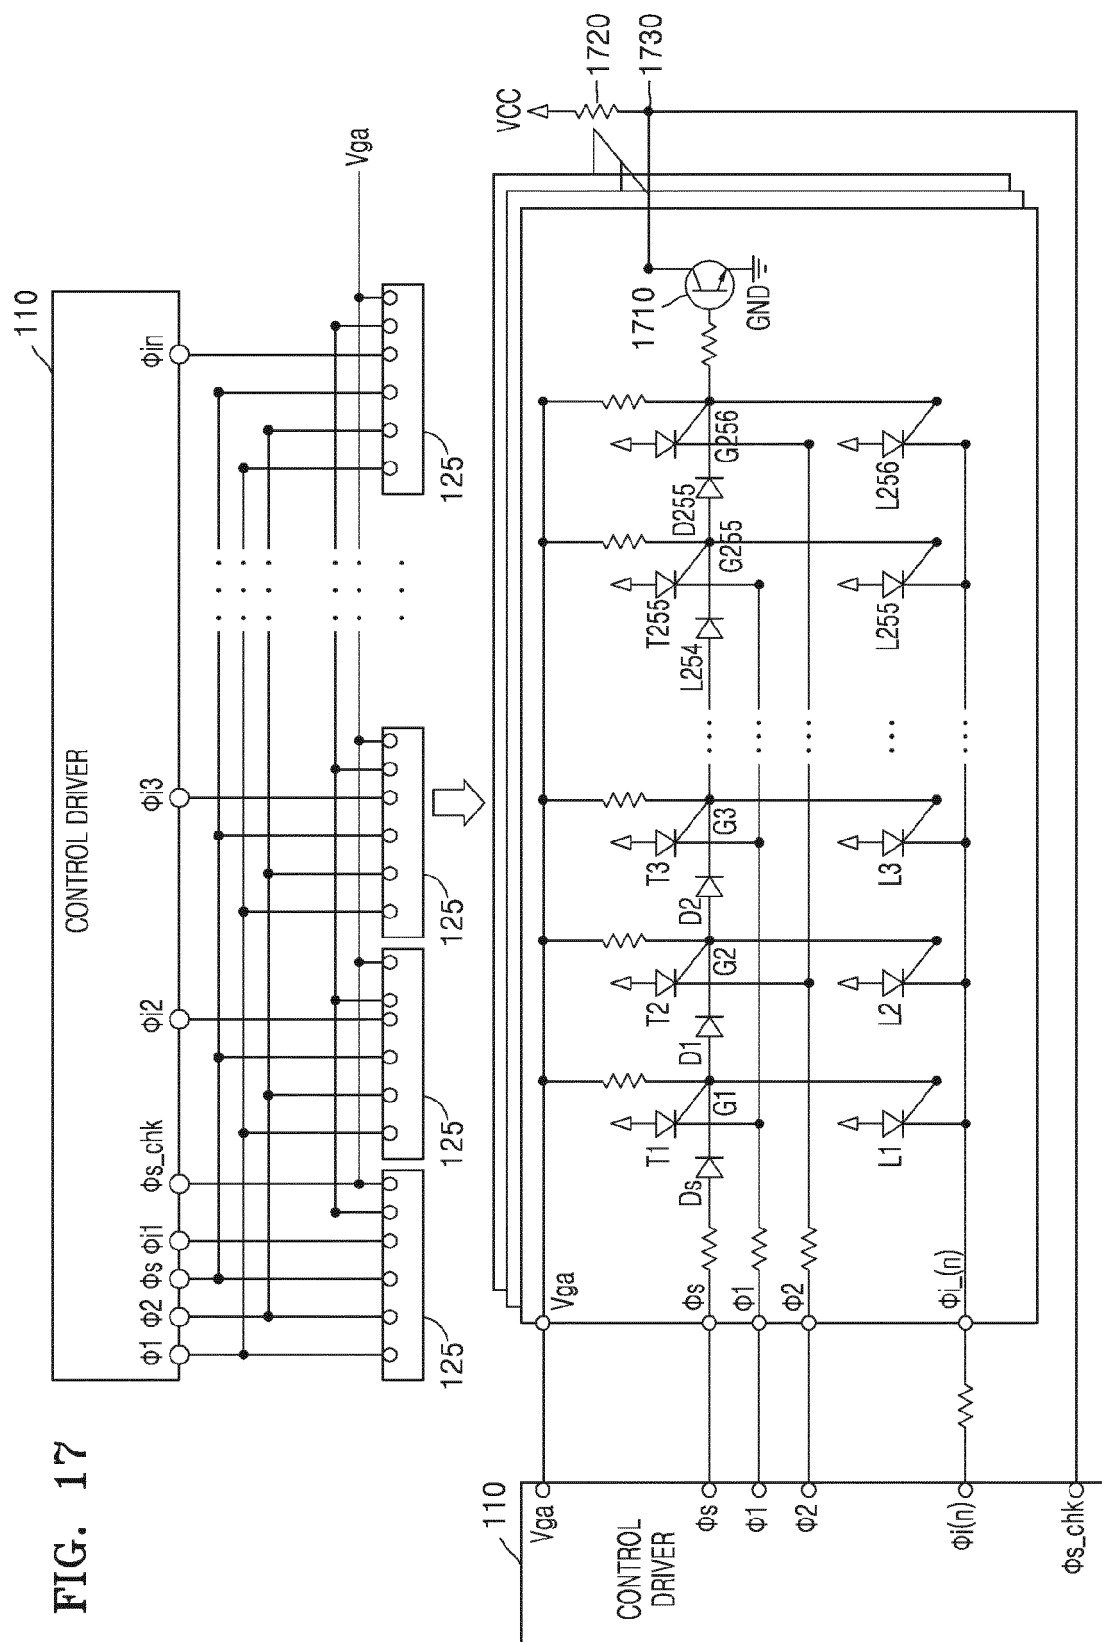 FIG. 17
110
CONTROL DRIVER
Φ1 Φ2 Φs Φi1 Φs_chk Φi2 Φi3 Φin
Vga
125 125 125 125
110
CONTROL
DRIVER
Vga Vga
VCC
1720
1730
1710
GND
T1 T2 T3 T255
Φs Φs Ds D1 D2 L254 D255
G1 G2 G3 G255 G256
Φ1 Φ1
Φ2 Φ2
L1 L2 L3 L255 L256
Φi(n) Φi_(n)
Φs_chk